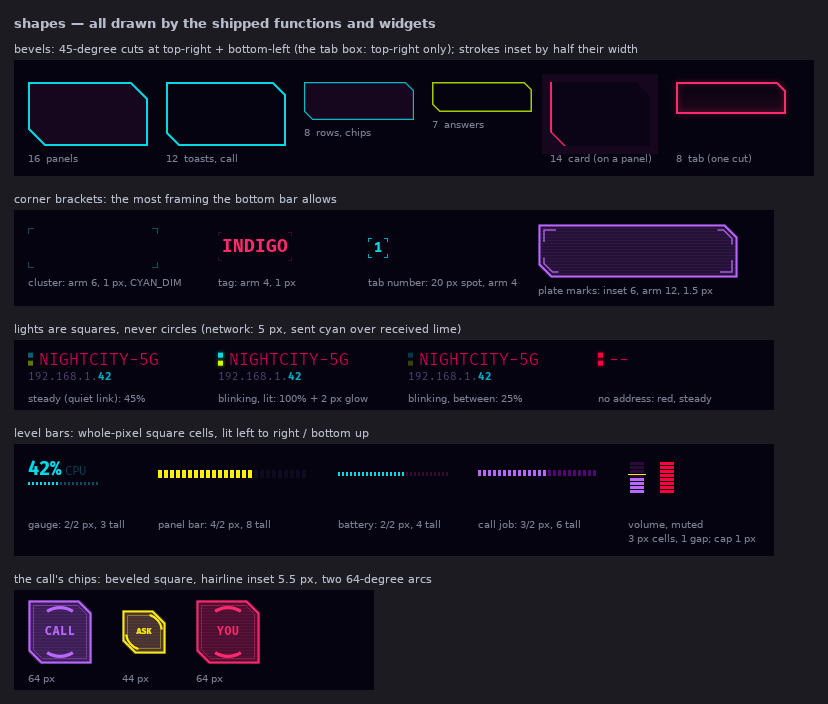 shapes — all drawn by the shipped functions and widgets
bevels: 45-degree cuts at top-right + bottom-left (the tab box: top-right only); strokes inset by half their width
16 panels
12 toasts, call
8 rows, chips
7 answers
14 card (on a panel)
8 tab (one cut)
corner brackets: the most framing the bottom bar allows
INDIGO
1
cluster: arm 6, 1 px, CYAN_DIM
tag: arm 4, 1 px
tab number: 20 px spot, arm 4
plate marks: inset 6, arm 12, 1.5 px
lights are squares, never circles (network: 5 px, sent cyan over received lime)
NIGHTCITY-5G
192.168.1.42
steady (quiet link): 45%
NIGHTCITY-5G
192.168.1.42
blinking, lit: 100% + 2 px glow
NIGHTCITY-5G
192.168.1.42
blinking, between: 25%
--
no address: red, steady
level bars: whole-pixel square cells, lit left to right / bottom up
42% CPU
gauge: 2/2 px, 3 tall
panel bar: 4/2 px, 8 tall
battery: 2/2 px, 4 tall
call job: 3/2 px, 6 tall
volume, muted
3 px cells, 1 gap; cap 1 px
the call's chips: beveled square, hairline inset 5.5 px, two 64-degree arcs
CALL
ASK
YOU
64 px
44 px
64 px